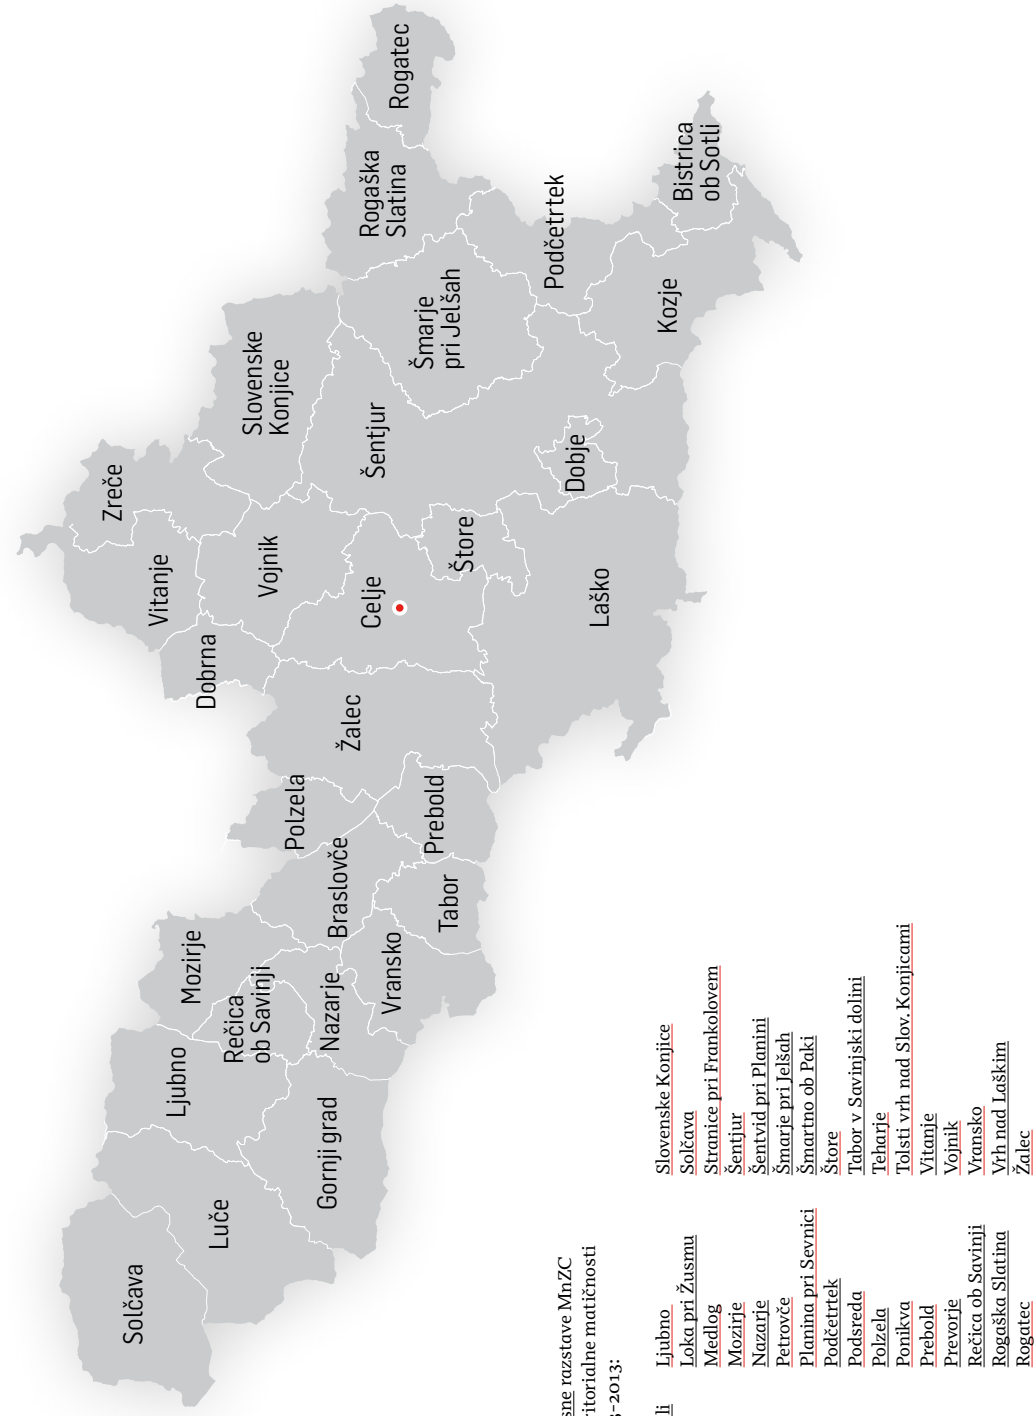 Solčava
Luče
Ljubno
Gornji grad
Mozirje
Rečica
ob Savinji
Nazarje
Vransko
Braslovče
Tabor
Polzela
Prebold
Žalec
Dobrna
Vitanje
Zreče
Vojnik
Celje
Štore
Laško
Slovenske
Konjice
Šentjur
Dobje
Šmarje
pri Jelšah
Rogaška
Slatina
Rogatec
Podčetrtek
Kozje
Bistrica
ob Sotli
razstave MnZC
matičnosti
-2013:
Ljubno
Loka pri Žusmu
Medlog
Mozirje
Nazarje
Petrovče
Planina pri Sevnici
Podčetrtek
Podsreda
Polzela
Ponikva
Prebold
Prevorje
Rečica ob Savinji
Rogaška Slatina
Rogatec
Slovenske Konjice
Solčava
Stranice pri Frankolovem
Šentjur
Šentvid pri Planini
Šmarje pri Jelšah
Šmartno ob Paki
Štore
Tabor v Savinjski dolini
Teharje
Tolsti vrh nad Slov. Konjicami
Vitanje
Vojnik
Vransko
Vrh nad Laškim
Žalec